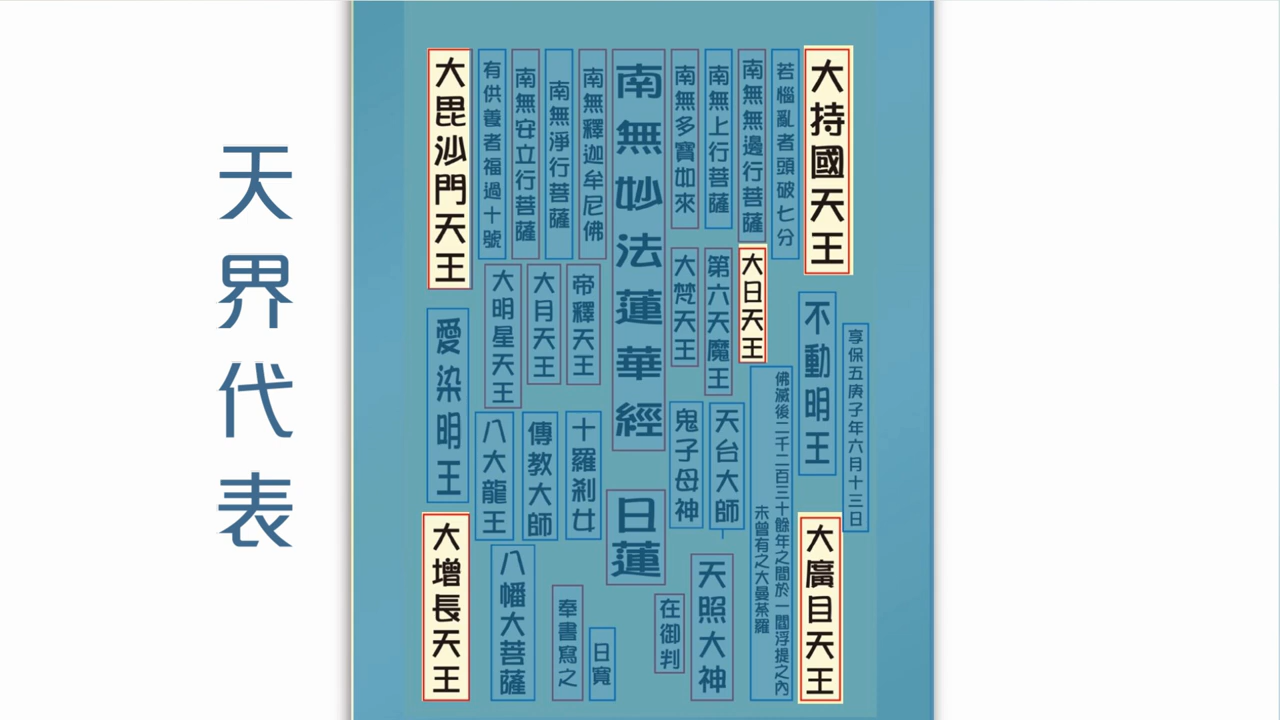 天界代表
享保五庚子年六月十三日
大持國天王
不動明王
大廣目天王
若惱亂者頭破七分
佛滅後二千二百三十餘年之間於一閻浮提之內
未曾有之大曼荼羅
南無無邊行菩薩
大日天王
南無上行菩薩
第六天魔王
天台大師
天照大神
南無多寶如來
大梵天王
鬼子母神
在御判
南無妙法蓮華經
日蓮
南無釋迦牟尼佛
帝釋天王
十羅剎女
日寬
南無淨行菩薩
大月天王
傳教大師
奉書寫之
南無安立行菩薩
大明星天王
八大龍王
八幡大菩薩
有供養者福過十號
大毘沙門天王
愛染明王
大增長天王